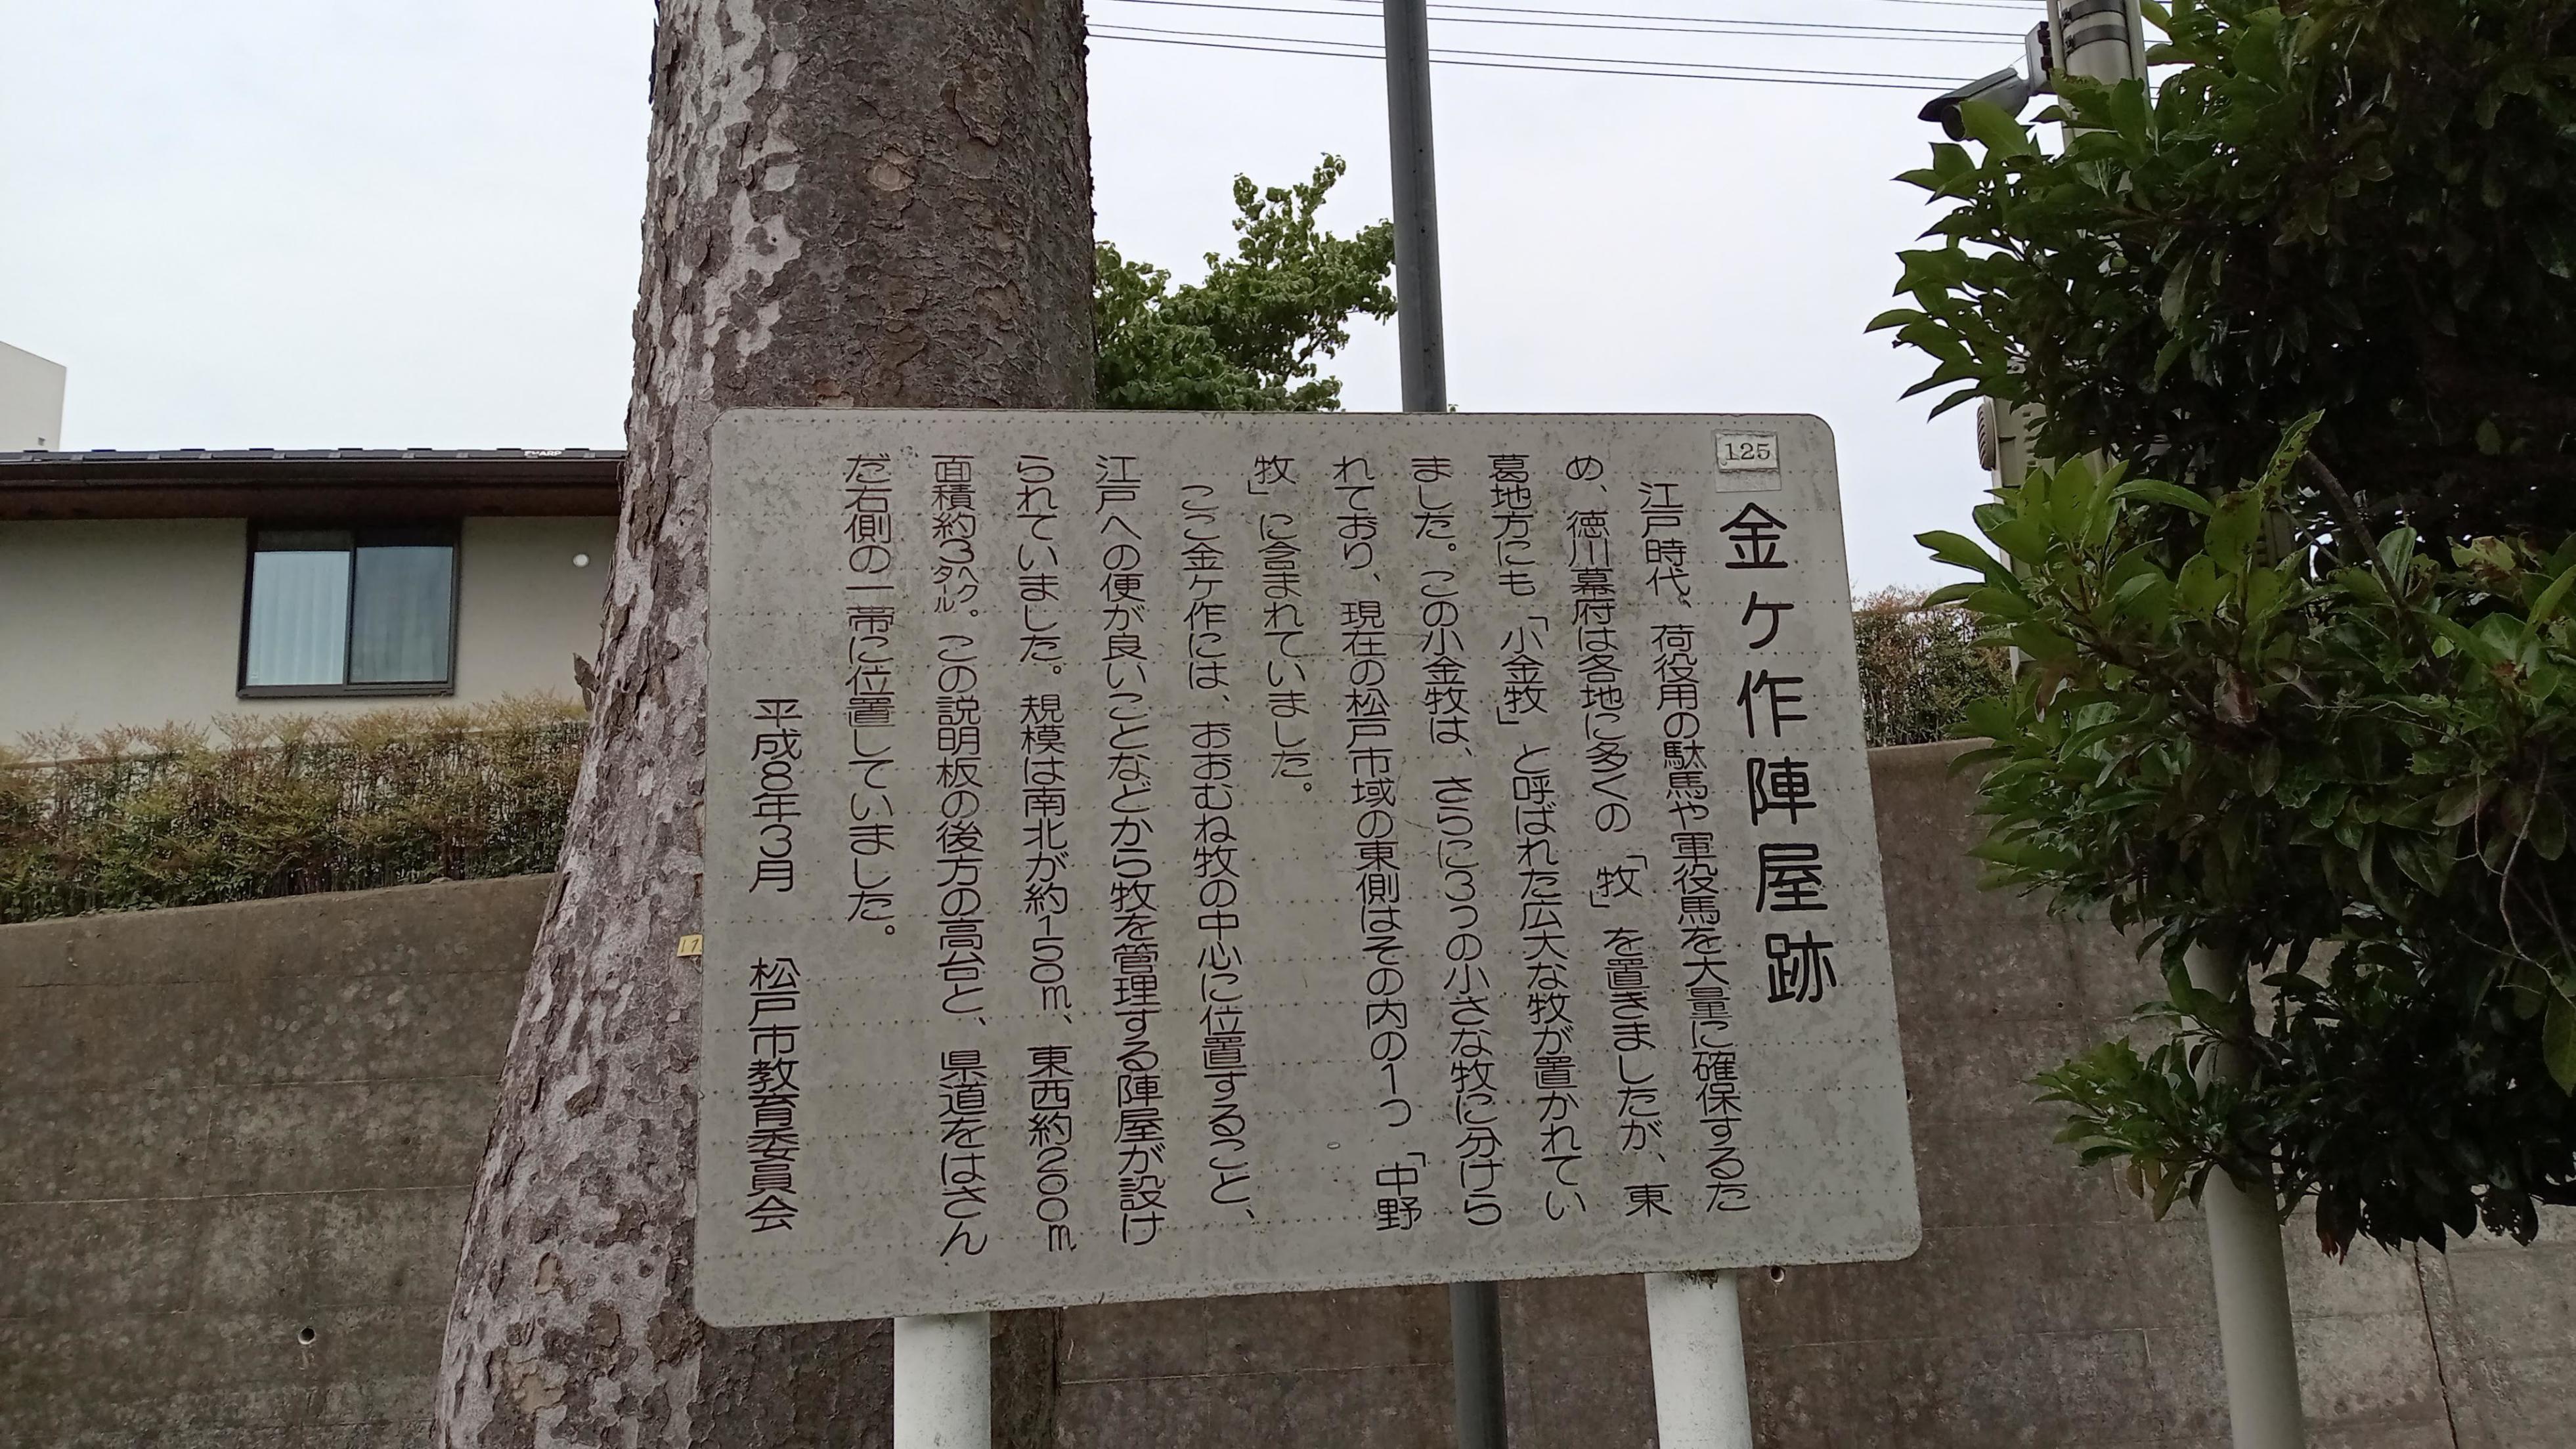 125
金ケ作陣屋跡
江戸時代、荷役用の駄馬や軍役馬を大量に確保するた
め、徳川幕府は各地に多くの「牧」を置きましたが、東
葛地方にも「小金牧」と呼ばれた広大な牧が置かれてい
ました。この小金牧は、さらに3つの小さな牧に分けら
れており、現在の松戸市域の東側はその内の1つ「中野
牧」に含まれていました。
ここ金ケ作には、おおむね牧の中心に位置すること、
江戸への便が良いことなどから牧を管理する陣屋が設け
られていました。規模は南北が約150m、東西約200m
面積約3ヘクタール。この説明板の後方の高台と、県道をはさん
だ右側の一帯に位置していました。
平成8年3月 松戸市教育委員会
17
SHARP